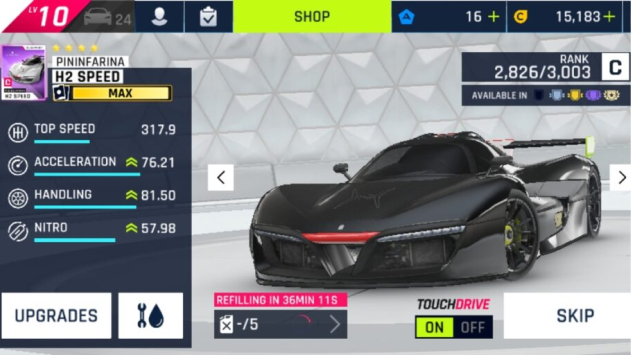 LV 10
24
SHOP
16 +
15,183 +
PININFARINA
H2 SPEED
MAX
C
H2 SPEED
RANK
2,826/3,003
C
AVAILABLE IN
TOP SPEED 317.9
ACCELERATION 76.21
HANDLING 81.50
NITRO 57.98
UPGRADES
REFILLING IN 36MIN 11S
-/5
TOUCHDRIVE
ON OFF
SKIP